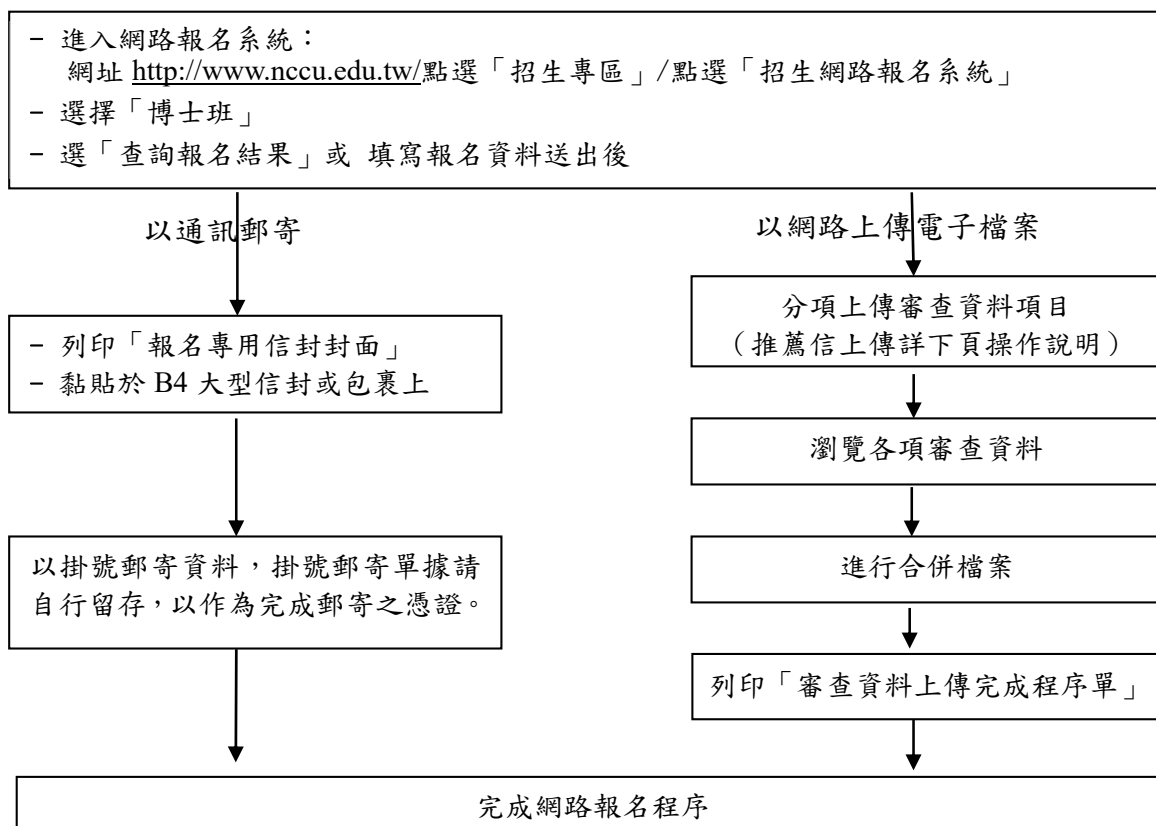 - 進入網路報名系統：
網址 http://www.nccu.edu.tw/點選「招生專區」/點選「招生網路報名系統」
- 選擇「博士班」
- 選「查詢報名結果」或 填寫報名資料送出後
以通訊郵寄
- 列印「報名專用信封封面」
- 黏貼於 B4 大型信封或包裹上
以掛號郵寄資料，掛號郵寄單據請
自行留存，以作為完成郵寄之憑證。
以網路上傳電子檔案
分項上傳審查資料項目
（推薦信上傳詳下頁操作說明）
瀏覽各項審查資料
進行合併檔案
列印「審查資料上傳完成程序單」
完成網路報名程序